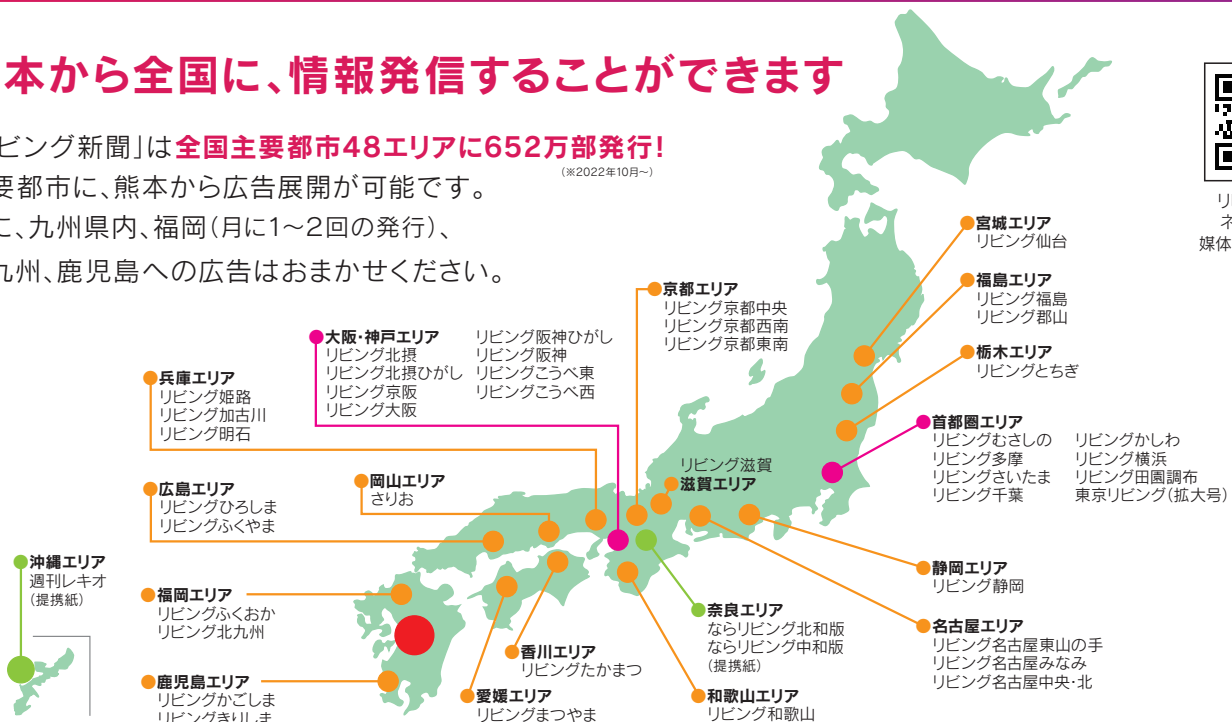 本から全国に、情報発信することができます
ビング新聞」は全国主要都市48エリアに652万部発行!
(※2022年10月～)
要都市に、熊本から広告展開が可能です。
に、九州県内、福岡(月に1～2回の発行)、
九州、鹿児島への広告はおまかせください。
リ
ネ
媒体
宮城エリア
リビング仙台
福島エリア
リビング福島
リビング郡山
栃木エリア
リビングとちぎ
首都圏エリア
リビングむさしの
リビング多摩
リビングさいたま
リビング千葉
リビングかしわ
リビング横浜
リビング田園調布
東京リビング(拡大号)
京都エリア
リビング京都中央
リビング京都西南
リビング京都東南
大阪・神戸エリア
リビング北摂
リビング北摂ひがし
リビング京阪
リビング大阪
リビング阪神ひがし
リビング阪神
リビングこうべ東
リビングこうべ西
兵庫エリア
リビング姫路
リビング加古川
リビング明石
リビング滋賀
滋賀エリア
岡山エリア
さりお
広島エリア
リビングひろしま
リビングふくやま
沖縄エリア
週刊レキオ
(提携紙)
福岡エリア
リビングふくおか
リビング北九州
鹿児島エリア
リビングかごしま
リビングきりしま
香川エリア
リビングたかまつ
愛媛エリア
リビングまつやま
奈良エリア
ならリビング北和版
ならリビング中和版
(提携紙)
和歌山エリア
リビング和歌山
静岡エリア
リビング静岡
名古屋エリア
リビング名古屋東山の手
リビング名古屋みなみ
リビング名古屋中央・北